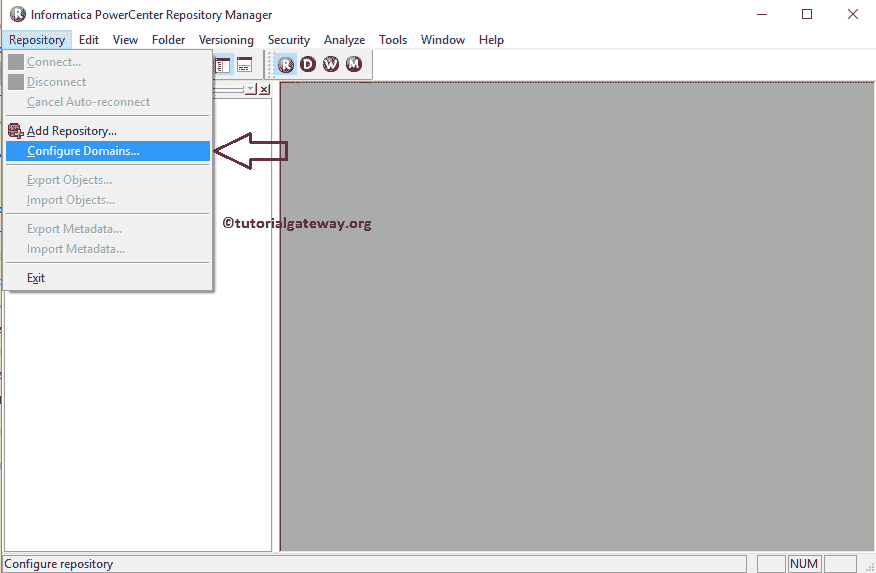 Informatica PowerCenter Repository Manager
Repository Edit View Folder Versioning Security Analyze Tools Window Help
Connect...
Disconnect
Cancel Auto-reconnect
R D W M
Add Repository...
Configure Domains...
Export Objects...
Import Objects...
©tutorialgateway.org
Export Metadata...
Import Metadata...
Exit
Configure repository NUM